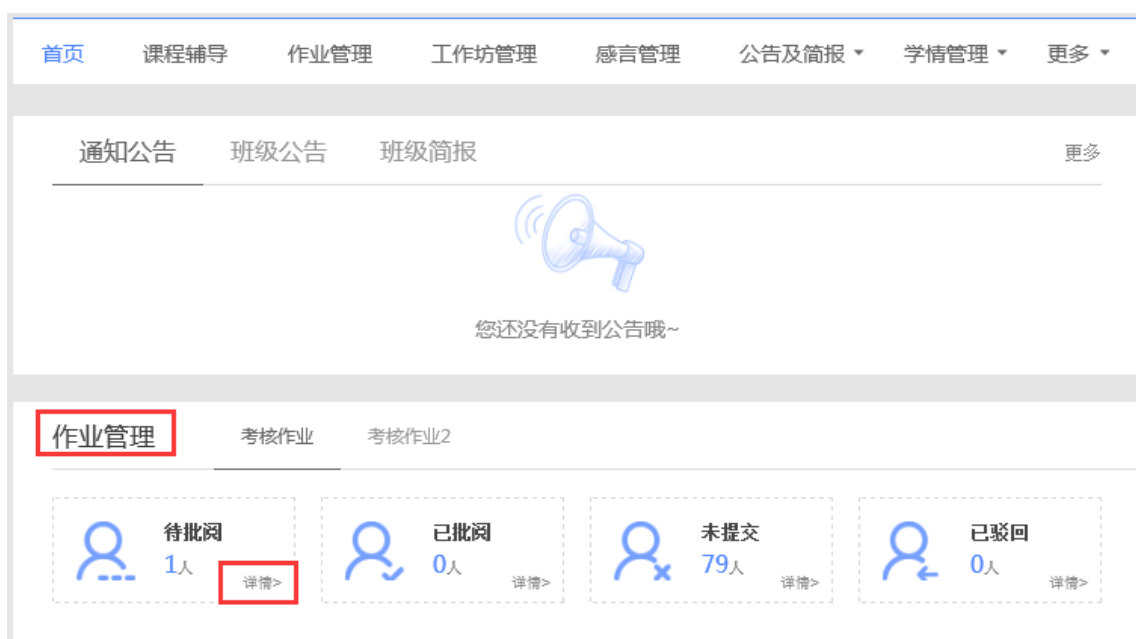 首页 课程辅导 作业管理 工作坊管理 感言管理 公告及简报 学情管理 更多
通知公告 班级公告 班级简报 更多
您还没有收到公告哦~
作业管理 考核作业 考核作业2
待批阅 已批阅 未提交 已驳回
1人 0人 79人 0人
详情> 详情> 详情> 详情>